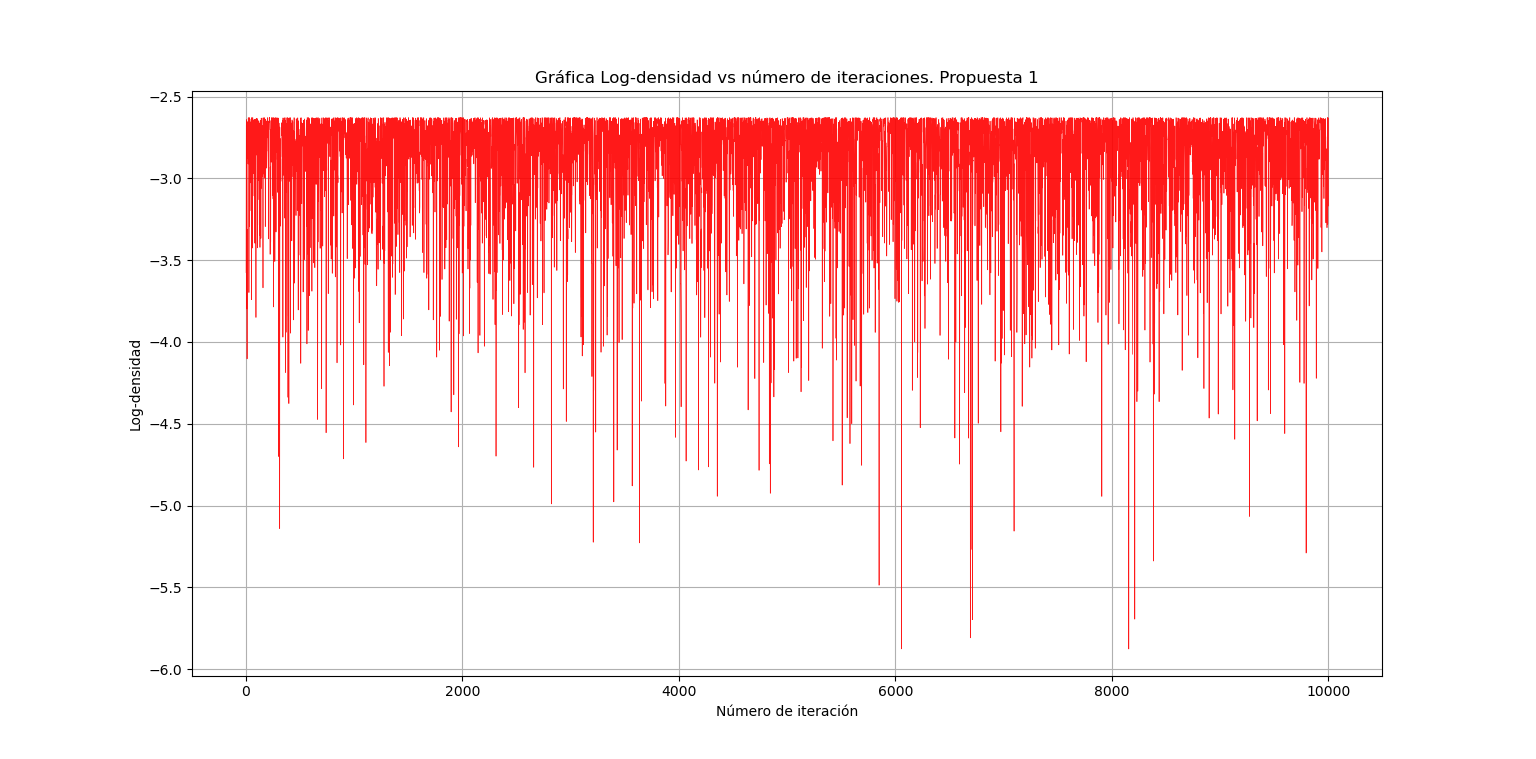 Gráfica Log-densidad vs número de iteraciones. Propuesta 1
−2.5
−3.0
−3.5
−4.0
−4.5
−5.0
−5.5
−6.0
Log-densidad
0 2000 4000 6000 8000 10000
Número de iteración